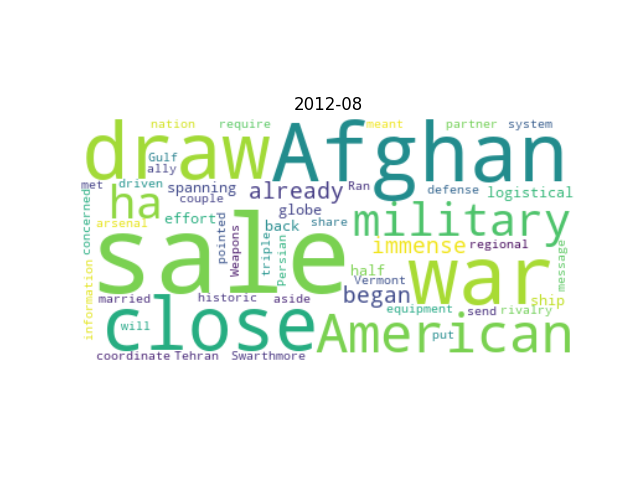 2012-08
nation require meant partner system
draw Afghan
Gulf
ally
met driven spanning already Ran defense logistical
couple
ha globe military
arsenal effort back share
concerned pointed Weapons triple Persian
sale immense regional message
information half war
Vermont
married historic aside began ship
equipment send rivalry
close American
will put
coordinate Tehran Swarthmore